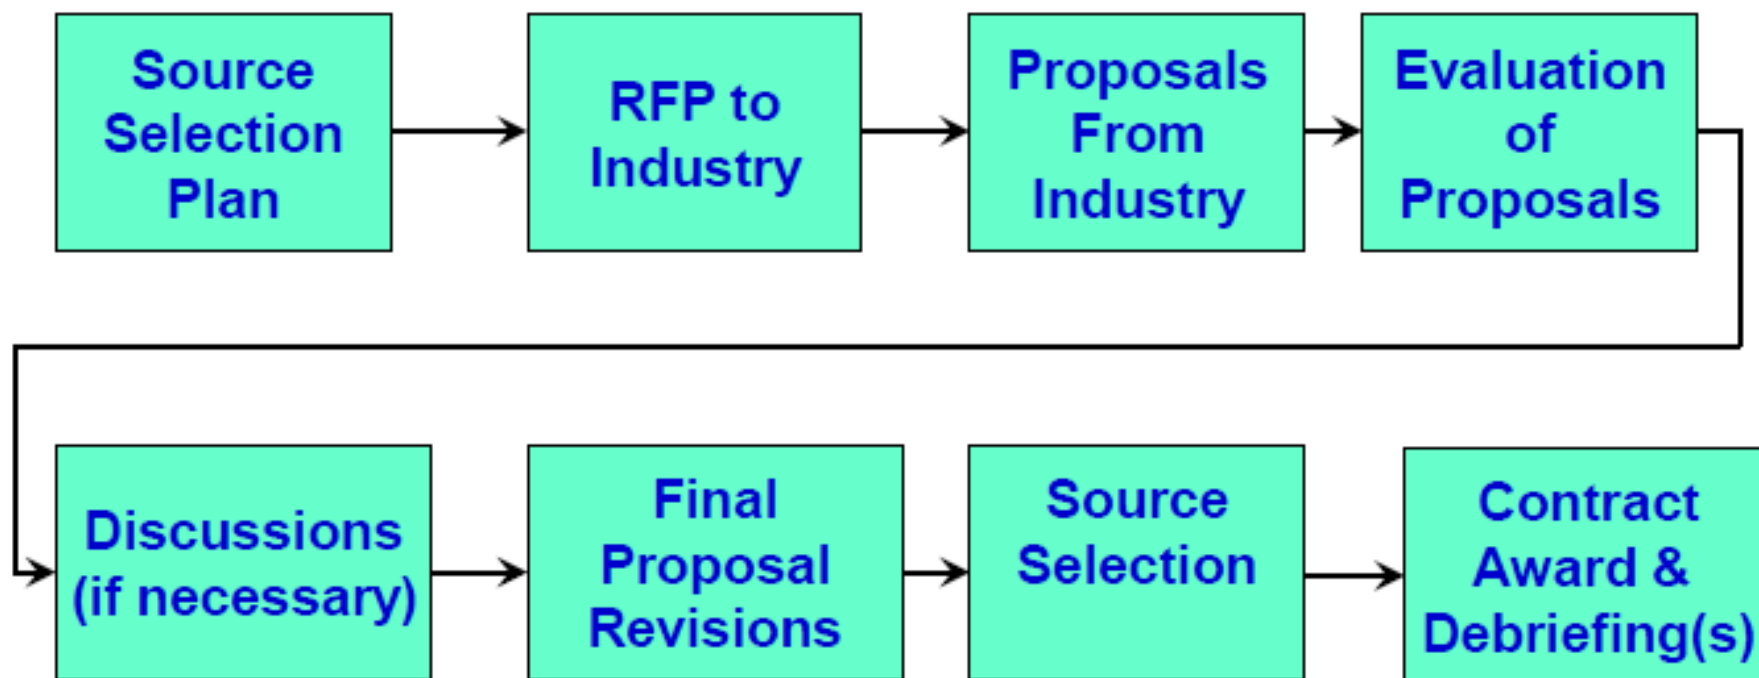 Source
Selection
Plan
RFP to
Industry
Proposals
From
Industry
Evaluation
of
Proposals
Discussions
(if necessary)
Final
Proposal
Revisions
Source
Selection
Contract
Award &
Debriefing(s)